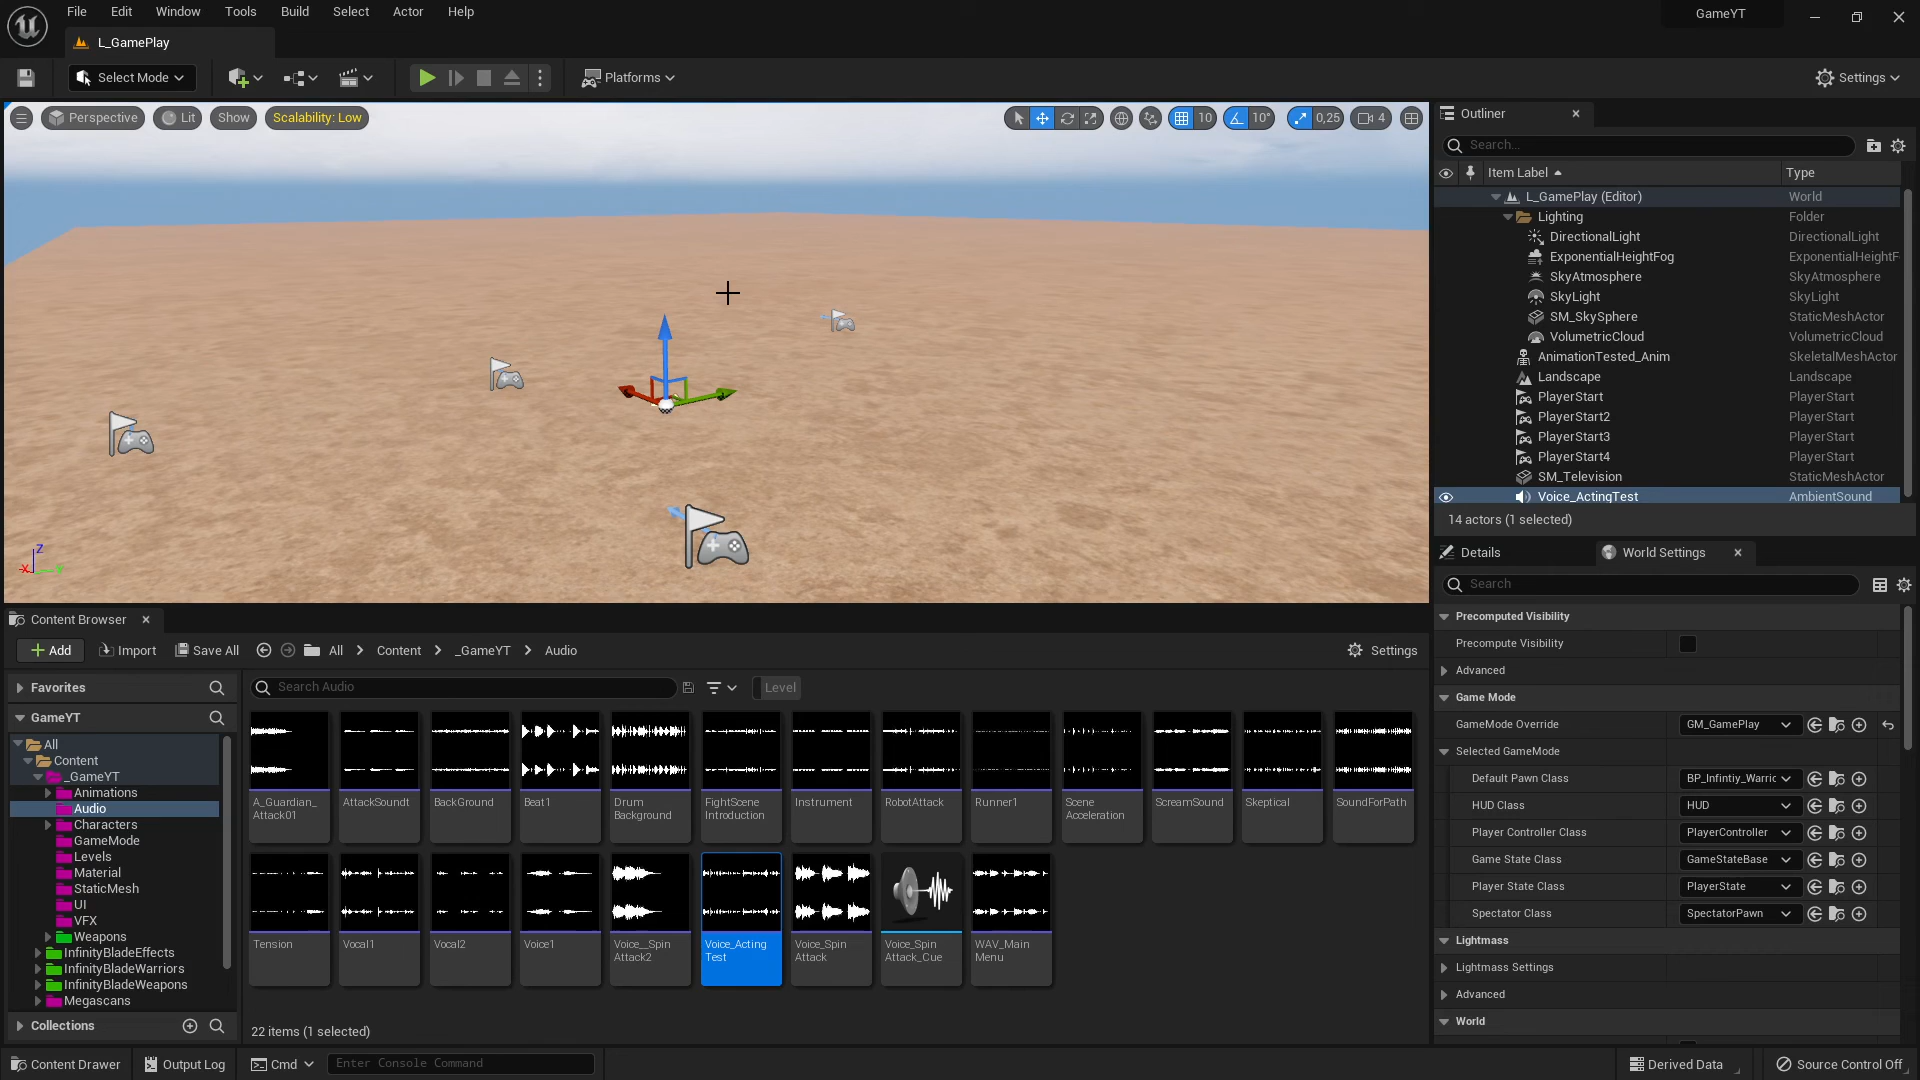 File Edit Window Tools Build Select Actor Help
GameYT
L_GamePlay
Select Mode
Platforms
Settings
Perspective Lit Show Scalability: Low
10 10° 0,25 4
Outliner
Search...
Item Label Type
L_GamePlay (Editor) World
Lighting Folder
DirectionalLight DirectionalLight
ExponentialHeightFog ExponentialHeightF
SkyAtmosphere SkyAtmosphere
SkyLight SkyLight
SM_SkySphere StaticMeshActor
VolumetricCloud VolumetricCloud
AnimationTested_Anim SkeletalMeshActor
Landscape Landscape
PlayerStart PlayerStart
PlayerStart2 PlayerStart
PlayerStart3 PlayerStart
PlayerStart4 PlayerStart
SM_Television StaticMeshActor
Voice_ActingTest AmbientSound
14 actors (1 selected)
Z
X
Y
Details World Settings
Search
Precomputed Visibility
Precompute Visibility
Advanced
Game Mode
GameMode Override GM_GamePlay
Selected GameMode
Default Pawn Class BP_Infintiy_Warric
HUD Class HUD
Player Controller Class PlayerController
Game State Class GameStateBase
Player State Class PlayerState
Spectator Class SpectatorPawn
Lightmass
Lightmass Settings
Advanced
World
Content Browser
Add Import Save All All Content _GameYT Audio Settings
Favorites
GameYT
All
Content
_GameYT
Animations
Audio
Characters
GameMode
Levels
Material
StaticMesh
UI
VFX
Weapons
InfinityBladeEffects
InfinityBladeWarriors
InfinityBladeWeapons
Megascans
Collections
Search Audio
Level
A_Guardian_
Attack01
AttackSoundt
BackGround
Beat1
Drum
Background
FightScene
Introduction
Instrument
RobotAttack
Runner1
Scene
Acceleration
ScreamSound
Skeptical
SoundForPath
Tension
Vocal1
Vocal2
Voice1
Voice__Spin
Attack2
Voice_Acting
Test
Voice_Spin
Attack
Voice_Spin
Attack_Cue
WAV_Main
Menu
22 items (1 selected)
Content Drawer Output Log Cmd Enter Console Command Derived Data Source Control Off